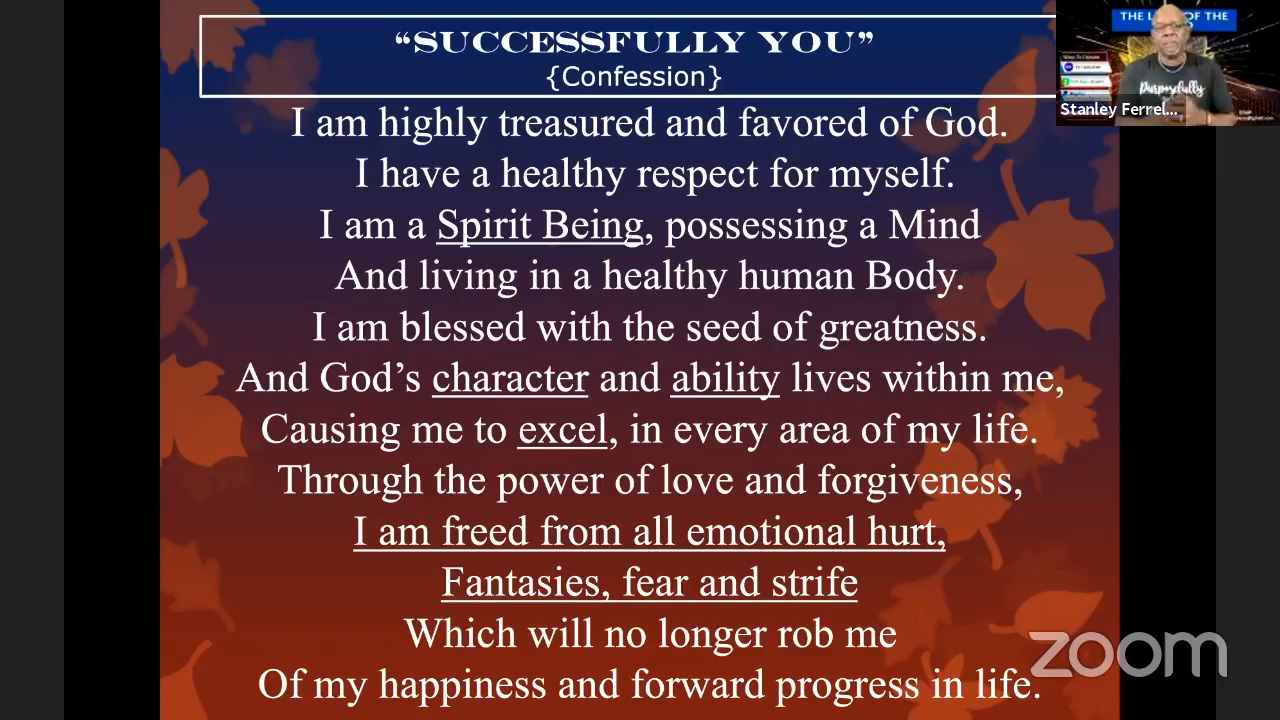 “SUCCESSFULLY YOU”
{Confession}
I am highly treasured and favored of God.
I have a healthy respect for myself.
I am a Spirit Being, possessing a Mind
And living in a healthy human Body.
I am blessed with the seed of greatness.
And God’s character and ability lives within me,
Causing me to excel, in every area of my life.
Through the power of love and forgiveness,
I am freed from all emotional hurt,
Fantasies, fear and strife
Which will no longer rob me
Of my happiness and forward progress in life.
THE OF THE
Purposefully
Stanley Ferrel...
zoom